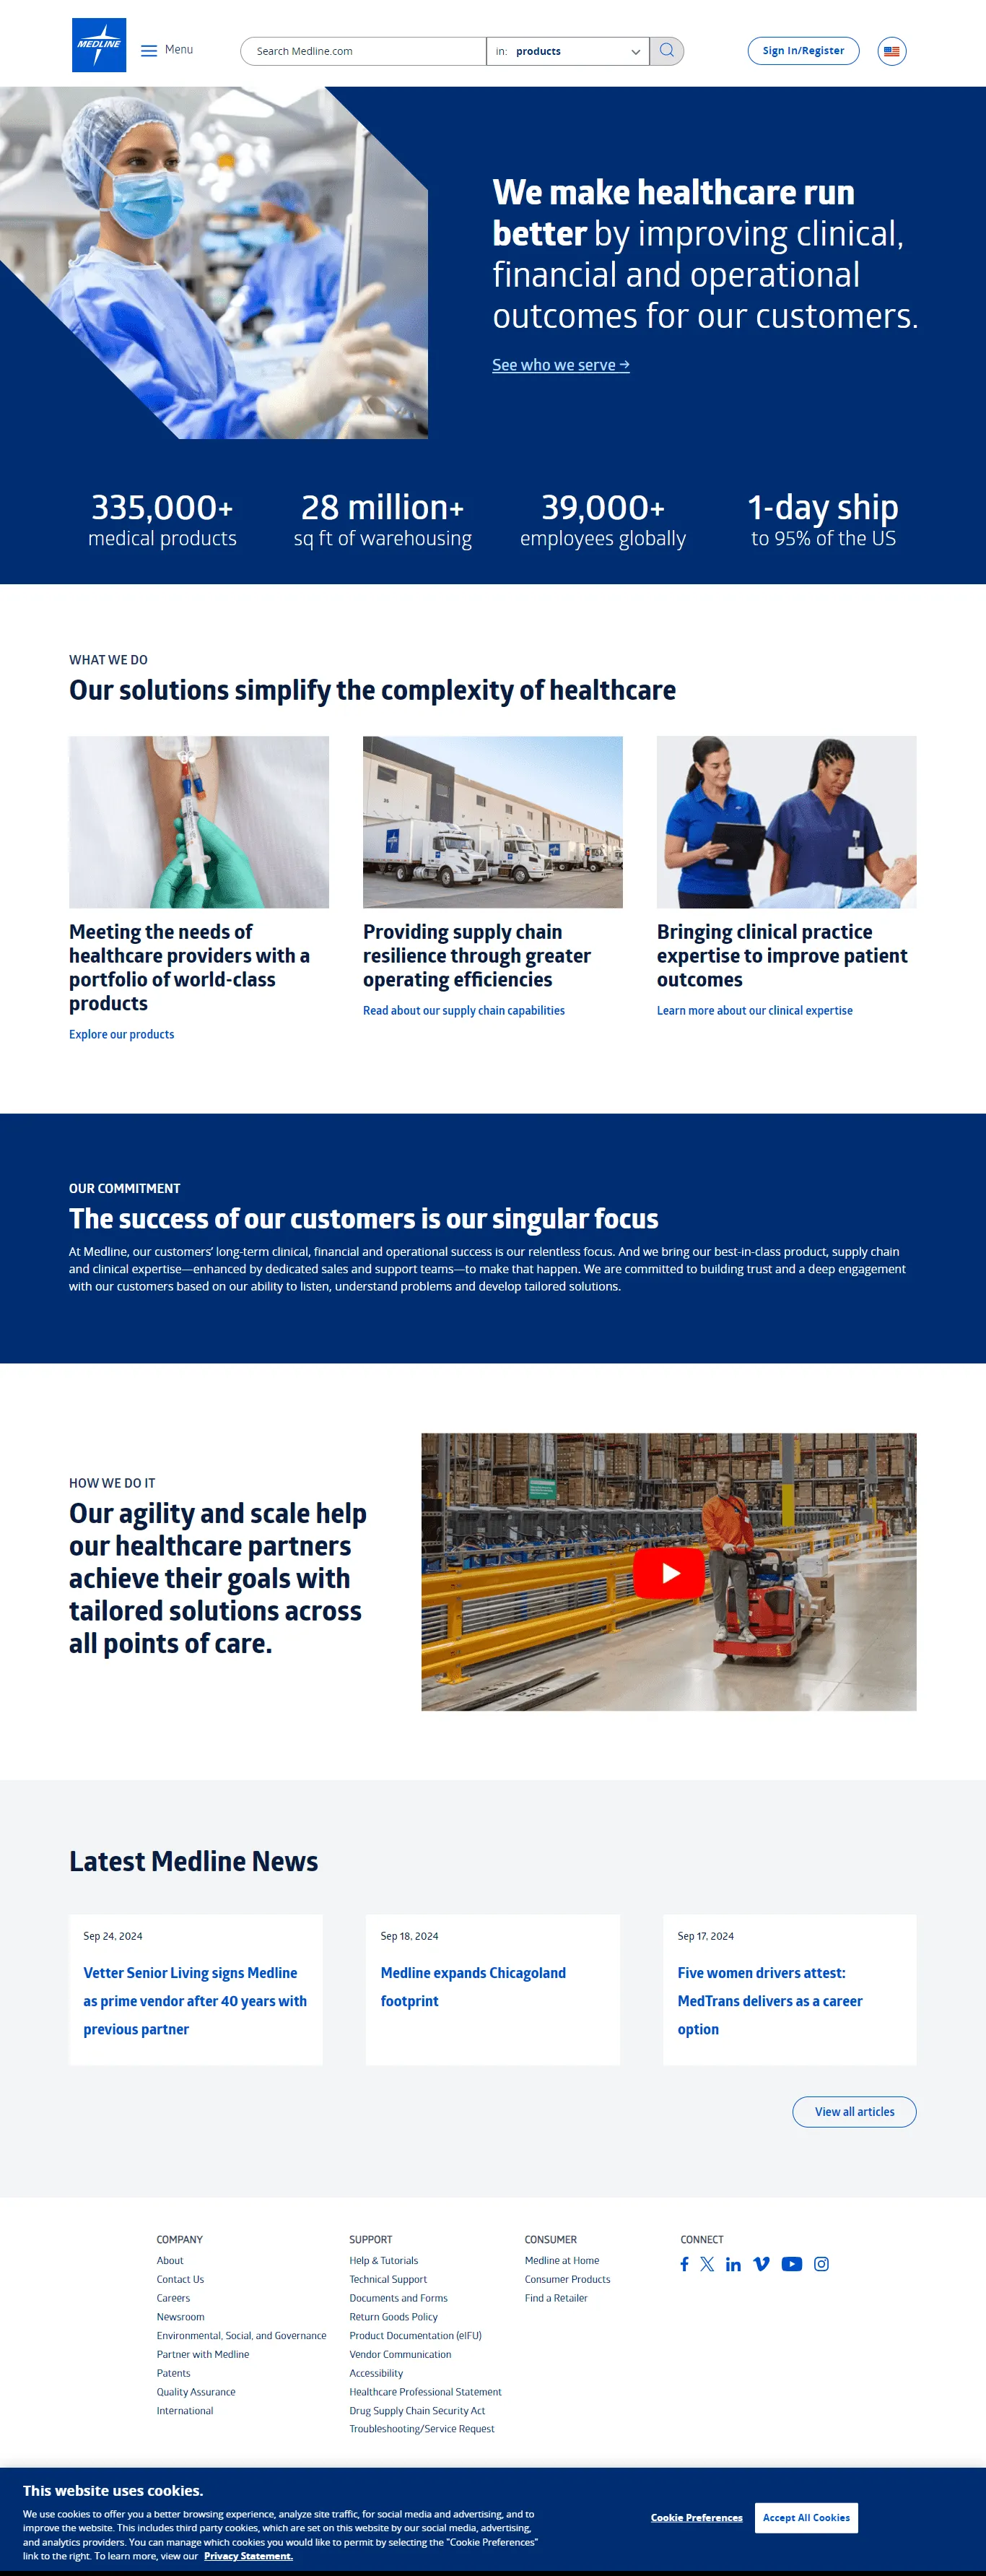 MEDLINE
Menu
Search Medline.com
in: products
Sign In/Register
We make healthcare run
better by improving clinical,
financial and operational
outcomes for our customers.
See who we serve →
335,000+
medical products
28 million+
sq ft of warehousing
39,000+
employees globally
1-day ship
to 95% of the US
WHAT WE DO
Our solutions simplify the complexity of healthcare
Meeting the needs of
healthcare providers with a
portfolio of world-class
products
Explore our products
Providing supply chain
resilience through greater
operating efficiencies
Read about our supply chain capabilities
Bringing clinical practice
expertise to improve patient
outcomes
Learn more about our clinical expertise
OUR COMMITMENT
The success of our customers is our singular focus
At Medline, our customers’ long-term clinical, financial and operational success is our relentless focus. And we bring our best-in-class product, supply chain
and clinical expertise—enhanced by dedicated sales and support teams—to make that happen. We are committed to building trust and a deep engagement
with our customers based on our ability to listen, understand problems and develop tailored solutions.
HOW WE DO IT
Our agility and scale help
our healthcare partners
achieve their goals with
tailored solutions across
all points of care.
Latest Medline News
Sep 24, 2024
Vetter Senior Living signs Medline
as prime vendor after 40 years with
previous partner
Sep 18, 2024
Medline expands Chicagoland
footprint
Sep 17, 2024
Five women drivers attest:
MedTrans delivers as a career
option
View all articles
COMPANY
About
Contact Us
Careers
Newsroom
Environmental, Social, and Governance
Partner with Medline
Patents
Quality Assurance
International
SUPPORT
Help & Tutorials
Technical Support
Documents and Forms
Return Goods Policy
Product Documentation (eIFU)
Vendor Communication
Accessibility
Healthcare Professional Statement
Drug Supply Chain Security Act
Troubleshooting/Service Request
CONSUMER
Medline at Home
Consumer Products
Find a Retailer
CONNECT
This website uses cookies.
We use cookies to offer you a better browsing experience, analyze site traffic, for social media and advertising, and to
improve the website. This includes third party cookies, which are set on this website by our social media, advertising,
and analytics providers. You can manage which cookies you would like to permit by selecting the "Cookie Preferences"
link to the right. To learn more, view our Privacy Statement.
Cookie Preferences
Accept All Cookies